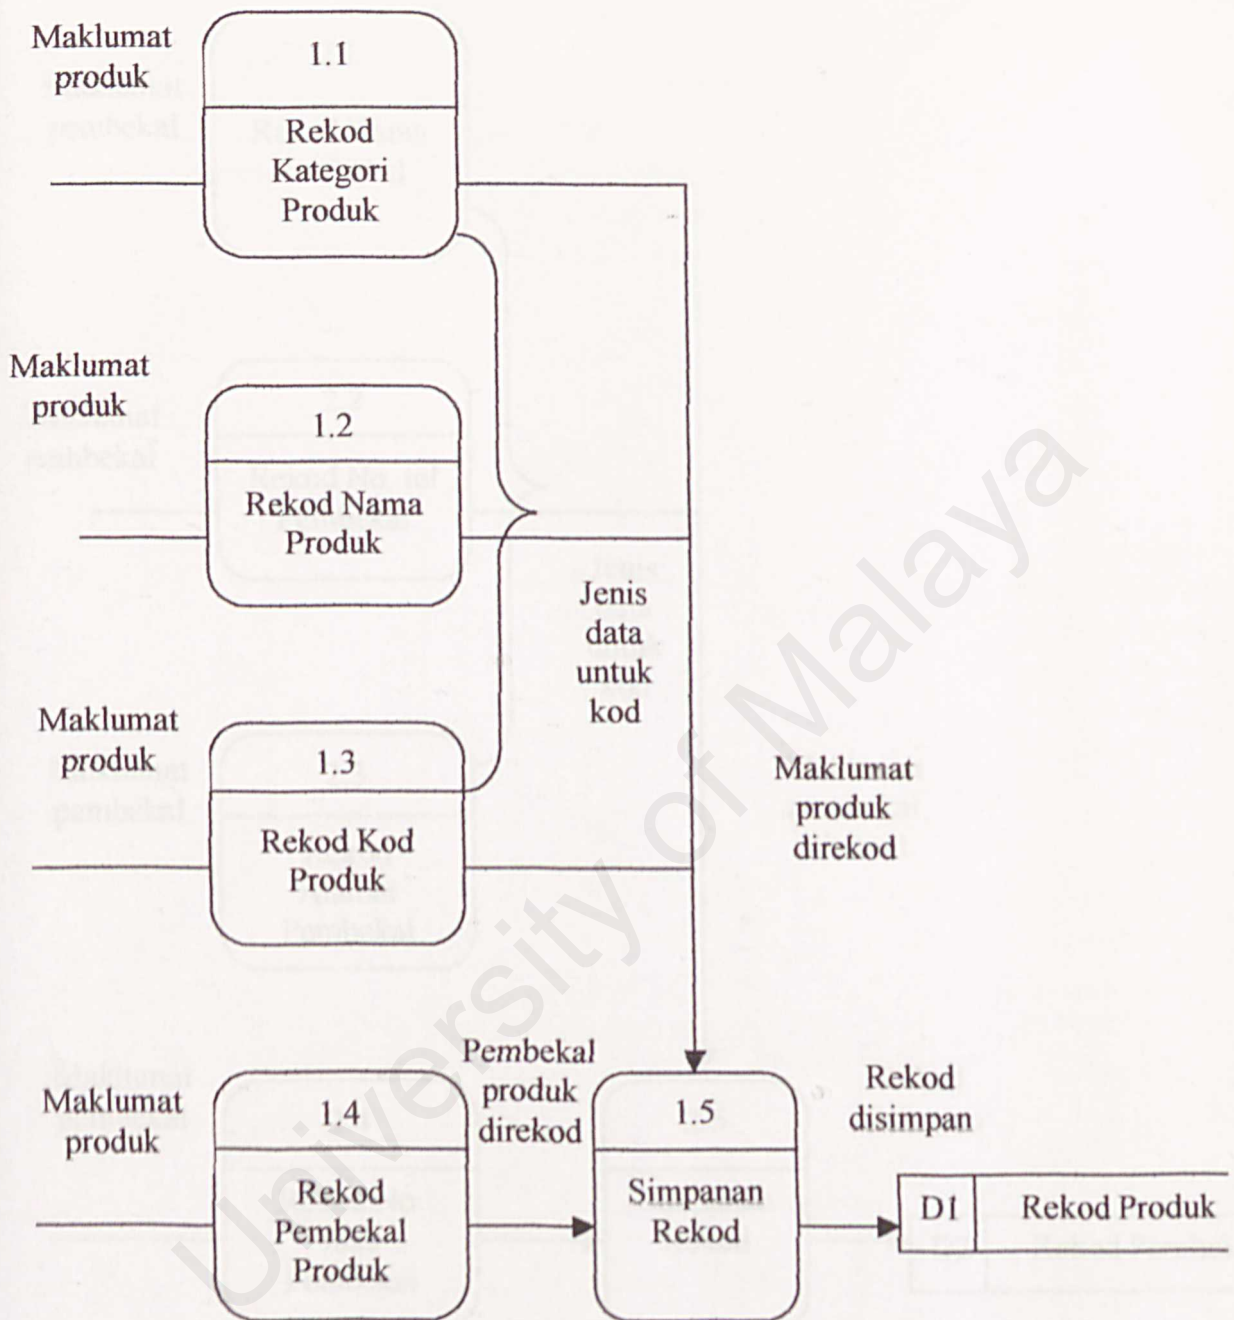 Maklumat
produk
1.1
Rekod
Kategori
Produk
Maklumat
produk
1.2
Rekod Nama
Produk
Jenis
data
untuk
kod
Maklumat
produk
1.3
Rekod Kod
Produk
Maklumat
produk
direkod
Maklumat
produk
1.4
Rekod
Pembekal
Produk
Pembekal
produk
direkod
1.5
Simpanan
Rekod
Rekod
disimpan
D1
Rekod Produk
University of Malaya